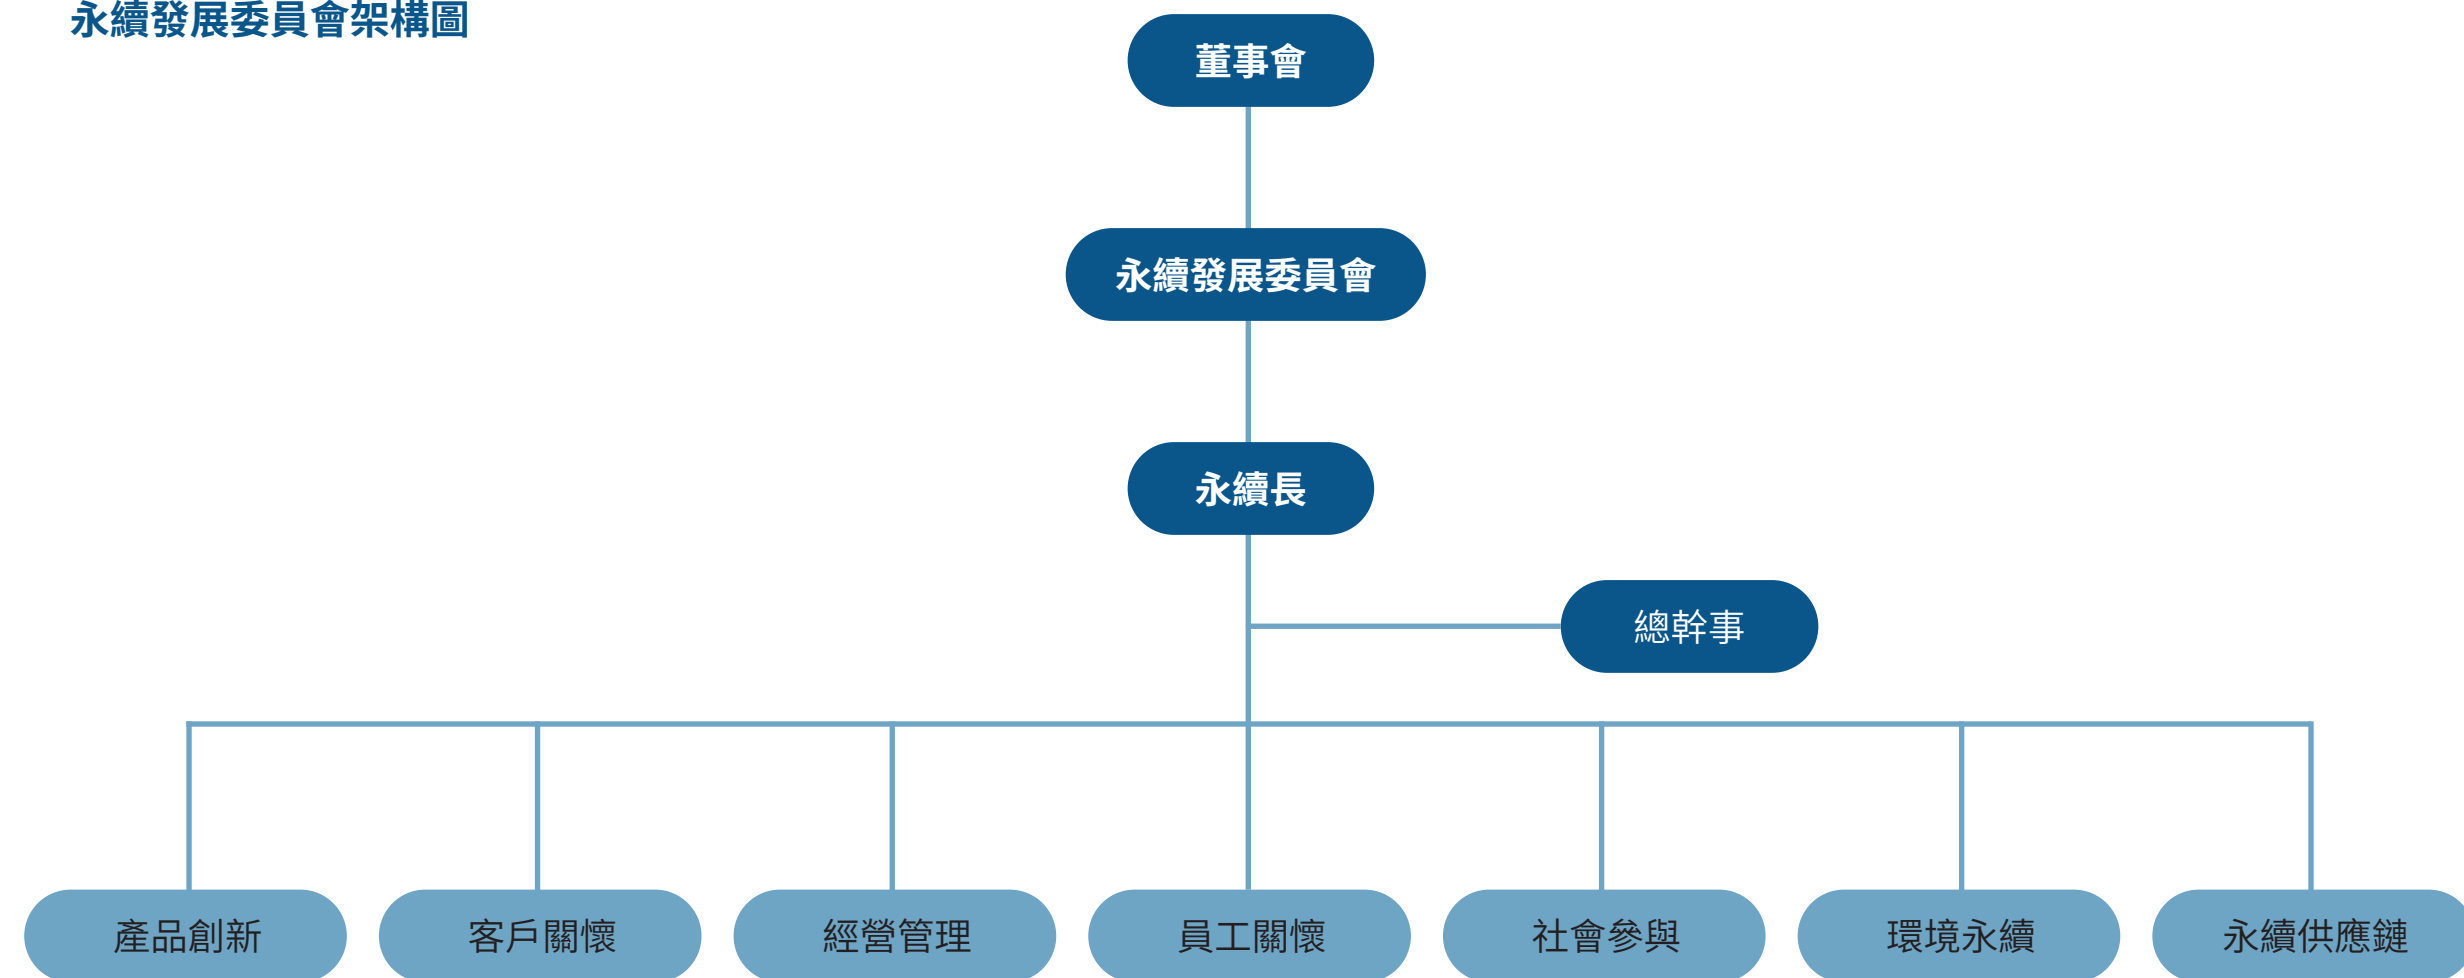 永續發展委員會架構圖
董事會
永續發展委員會
永續長
總幹事
產品創新
客戶關懷
經營管理
員工關懷
社會參與
環境永續
永續供應鏈